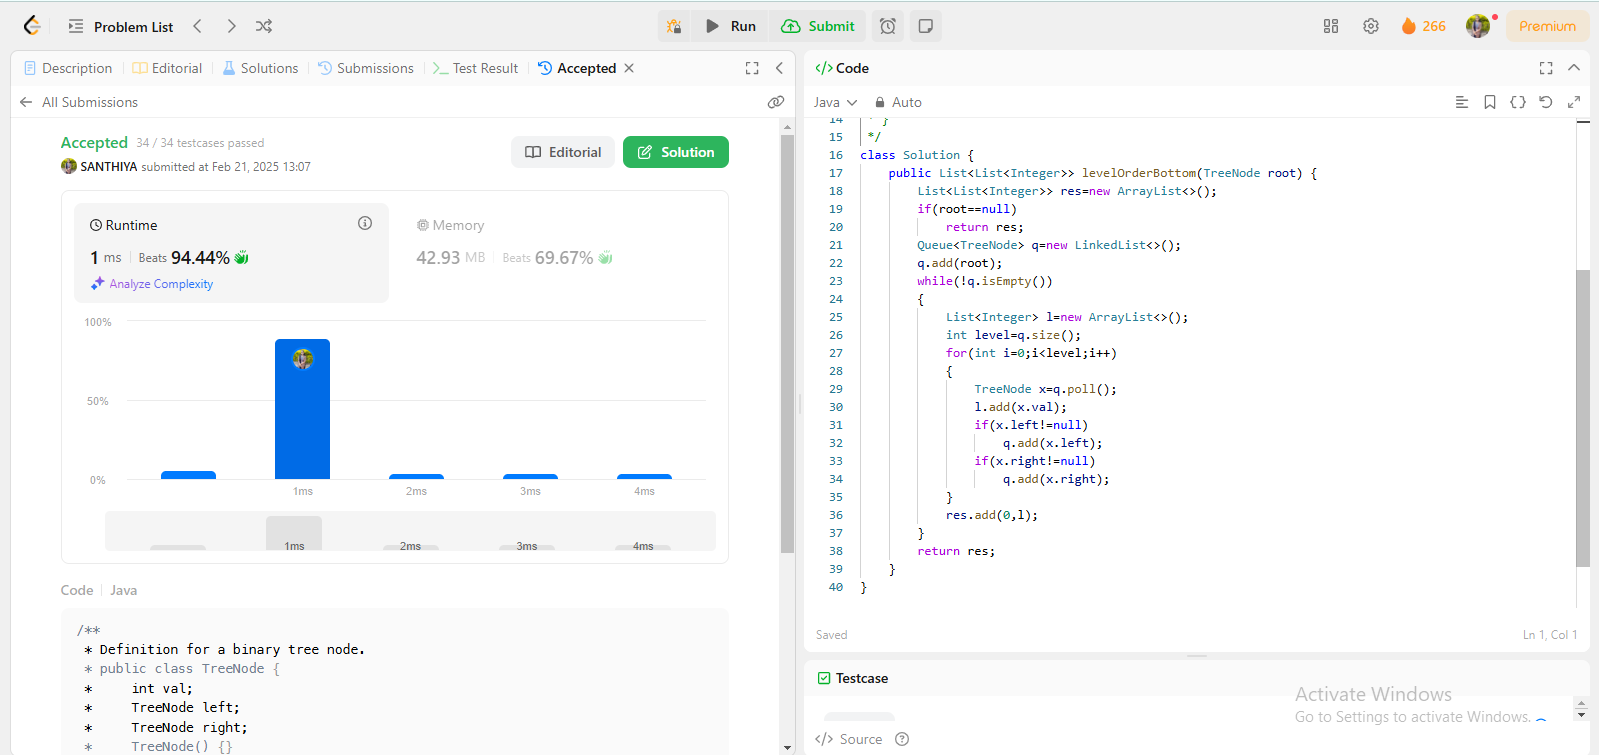 Problem List
Run
Submit
266
Premium
Description
Editorial
Solutions
Submissions
Test Result
Accepted
All Submissions
Accepted 34 / 34 testcases passed
SANTHIYA submitted at Feb 21, 2025 13:07
Editorial
Solution
Runtime
1 ms Beats 94.44%
Analyze Complexity
Memory
42.93 MB Beats 69.67%
100%
50%
0%
1ms 2ms 3ms 4ms
1ms 2ms 3ms 4ms
Code Java
/**
* Definition for a binary tree node.
* public class TreeNode {
*     int val;
*     TreeNode left;
*     TreeNode right;
*     TreeNode() {}
</> Code
Java Auto
14 * }
15 */
16 class Solution {
17     public List<List<Integer>> levelOrderBottom(TreeNode root) {
18         List<List<Integer>> res=new ArrayList<>();
19         if(root==null)
20             return res;
21         Queue<TreeNode> q=new LinkedList<>();
22         q.add(root);
23         while(!q.isEmpty())
24         {
25             List<Integer> l=new ArrayList<>();
26             int level=q.size();
27             for(int i=0;i<level;i++)
28             {
29                 TreeNode x=q.poll();
30                 l.add(x.val);
31                 if(x.left!=null)
32                     q.add(x.left);
33                 if(x.right!=null)
34                     q.add(x.right);
35             }
36             res.add(0,l);
37         }
38         return res;
39     }
40 }
Saved
Ln 1, Col 1
Testcase
Activate Windows
Go to Settings to activate Windows.
</> Source